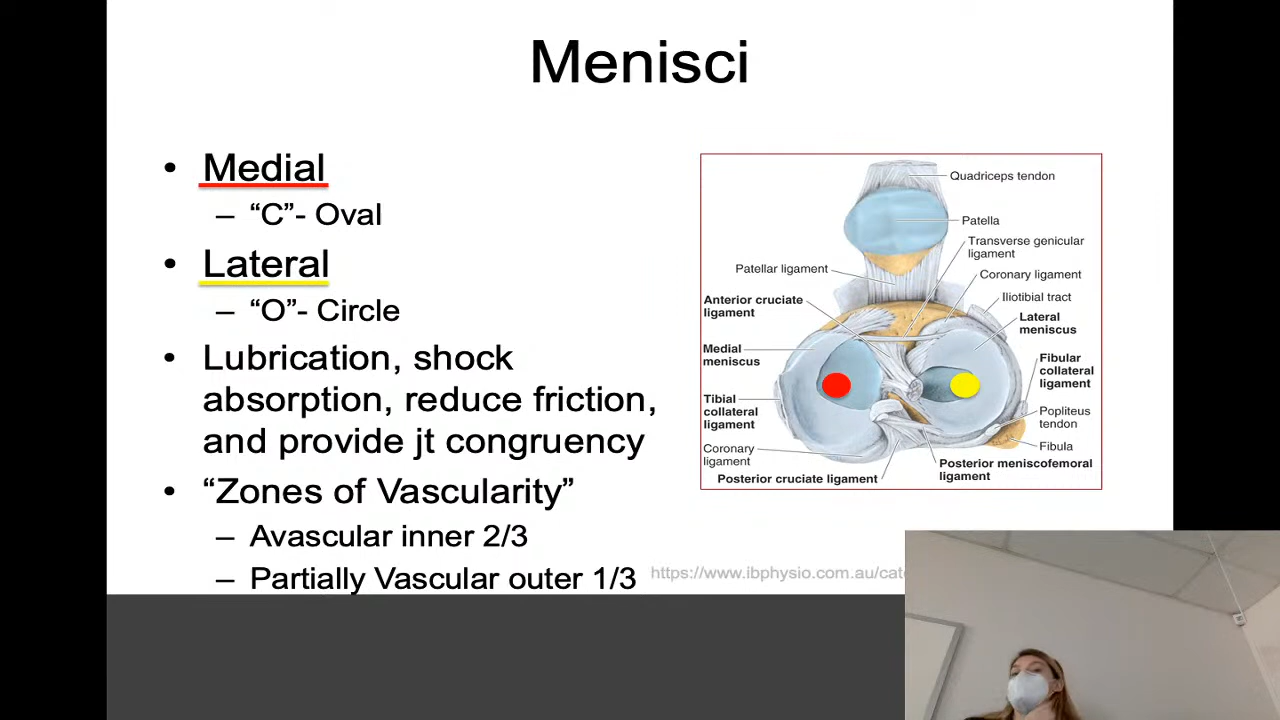 Menisci
• Medial
– “C”- Oval
• Lateral
– “O”- Circle
• Lubrication, shock
absorption, reduce friction,
and provide jt congruency
• “Zones of Vascularity”
– Avascular inner 2/3
– Partially Vascular outer 1/3
Quadriceps tendon
Patella
Transverse genicular
ligament
Patellar ligament
Coronary ligament
Anterior cruciate
ligament
Iliotibial tract
Lateral
meniscus
Medial
meniscus
Fibular
collateral
ligament
Tibial
collateral
ligament
Popliteus
tendon
Coronary
ligament
Fibula
Posterior meniscofemoral
ligament
Posterior cruciate ligament
https://www.ibphysio.com.au/cate